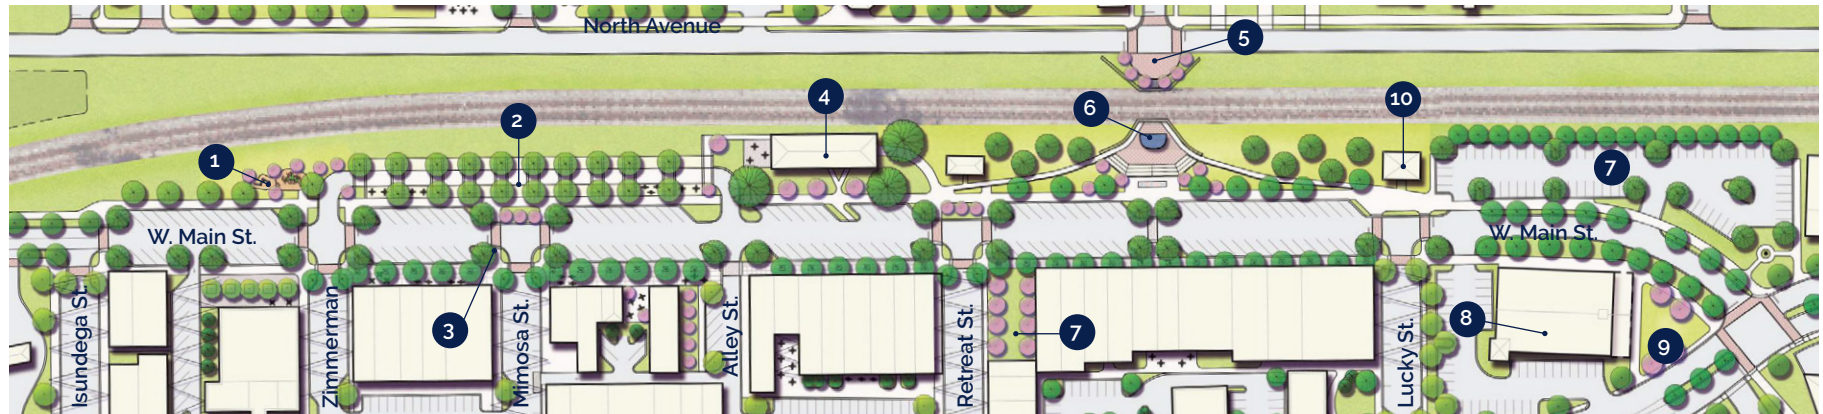 North Avenue
5
4
10
6
2
1
7
W. Main St.
W. Main St.
3
7
8
9
Isundega St.
Zimmerman
Mimosa St.
Atley St.
Retreat St.
Lucky St.